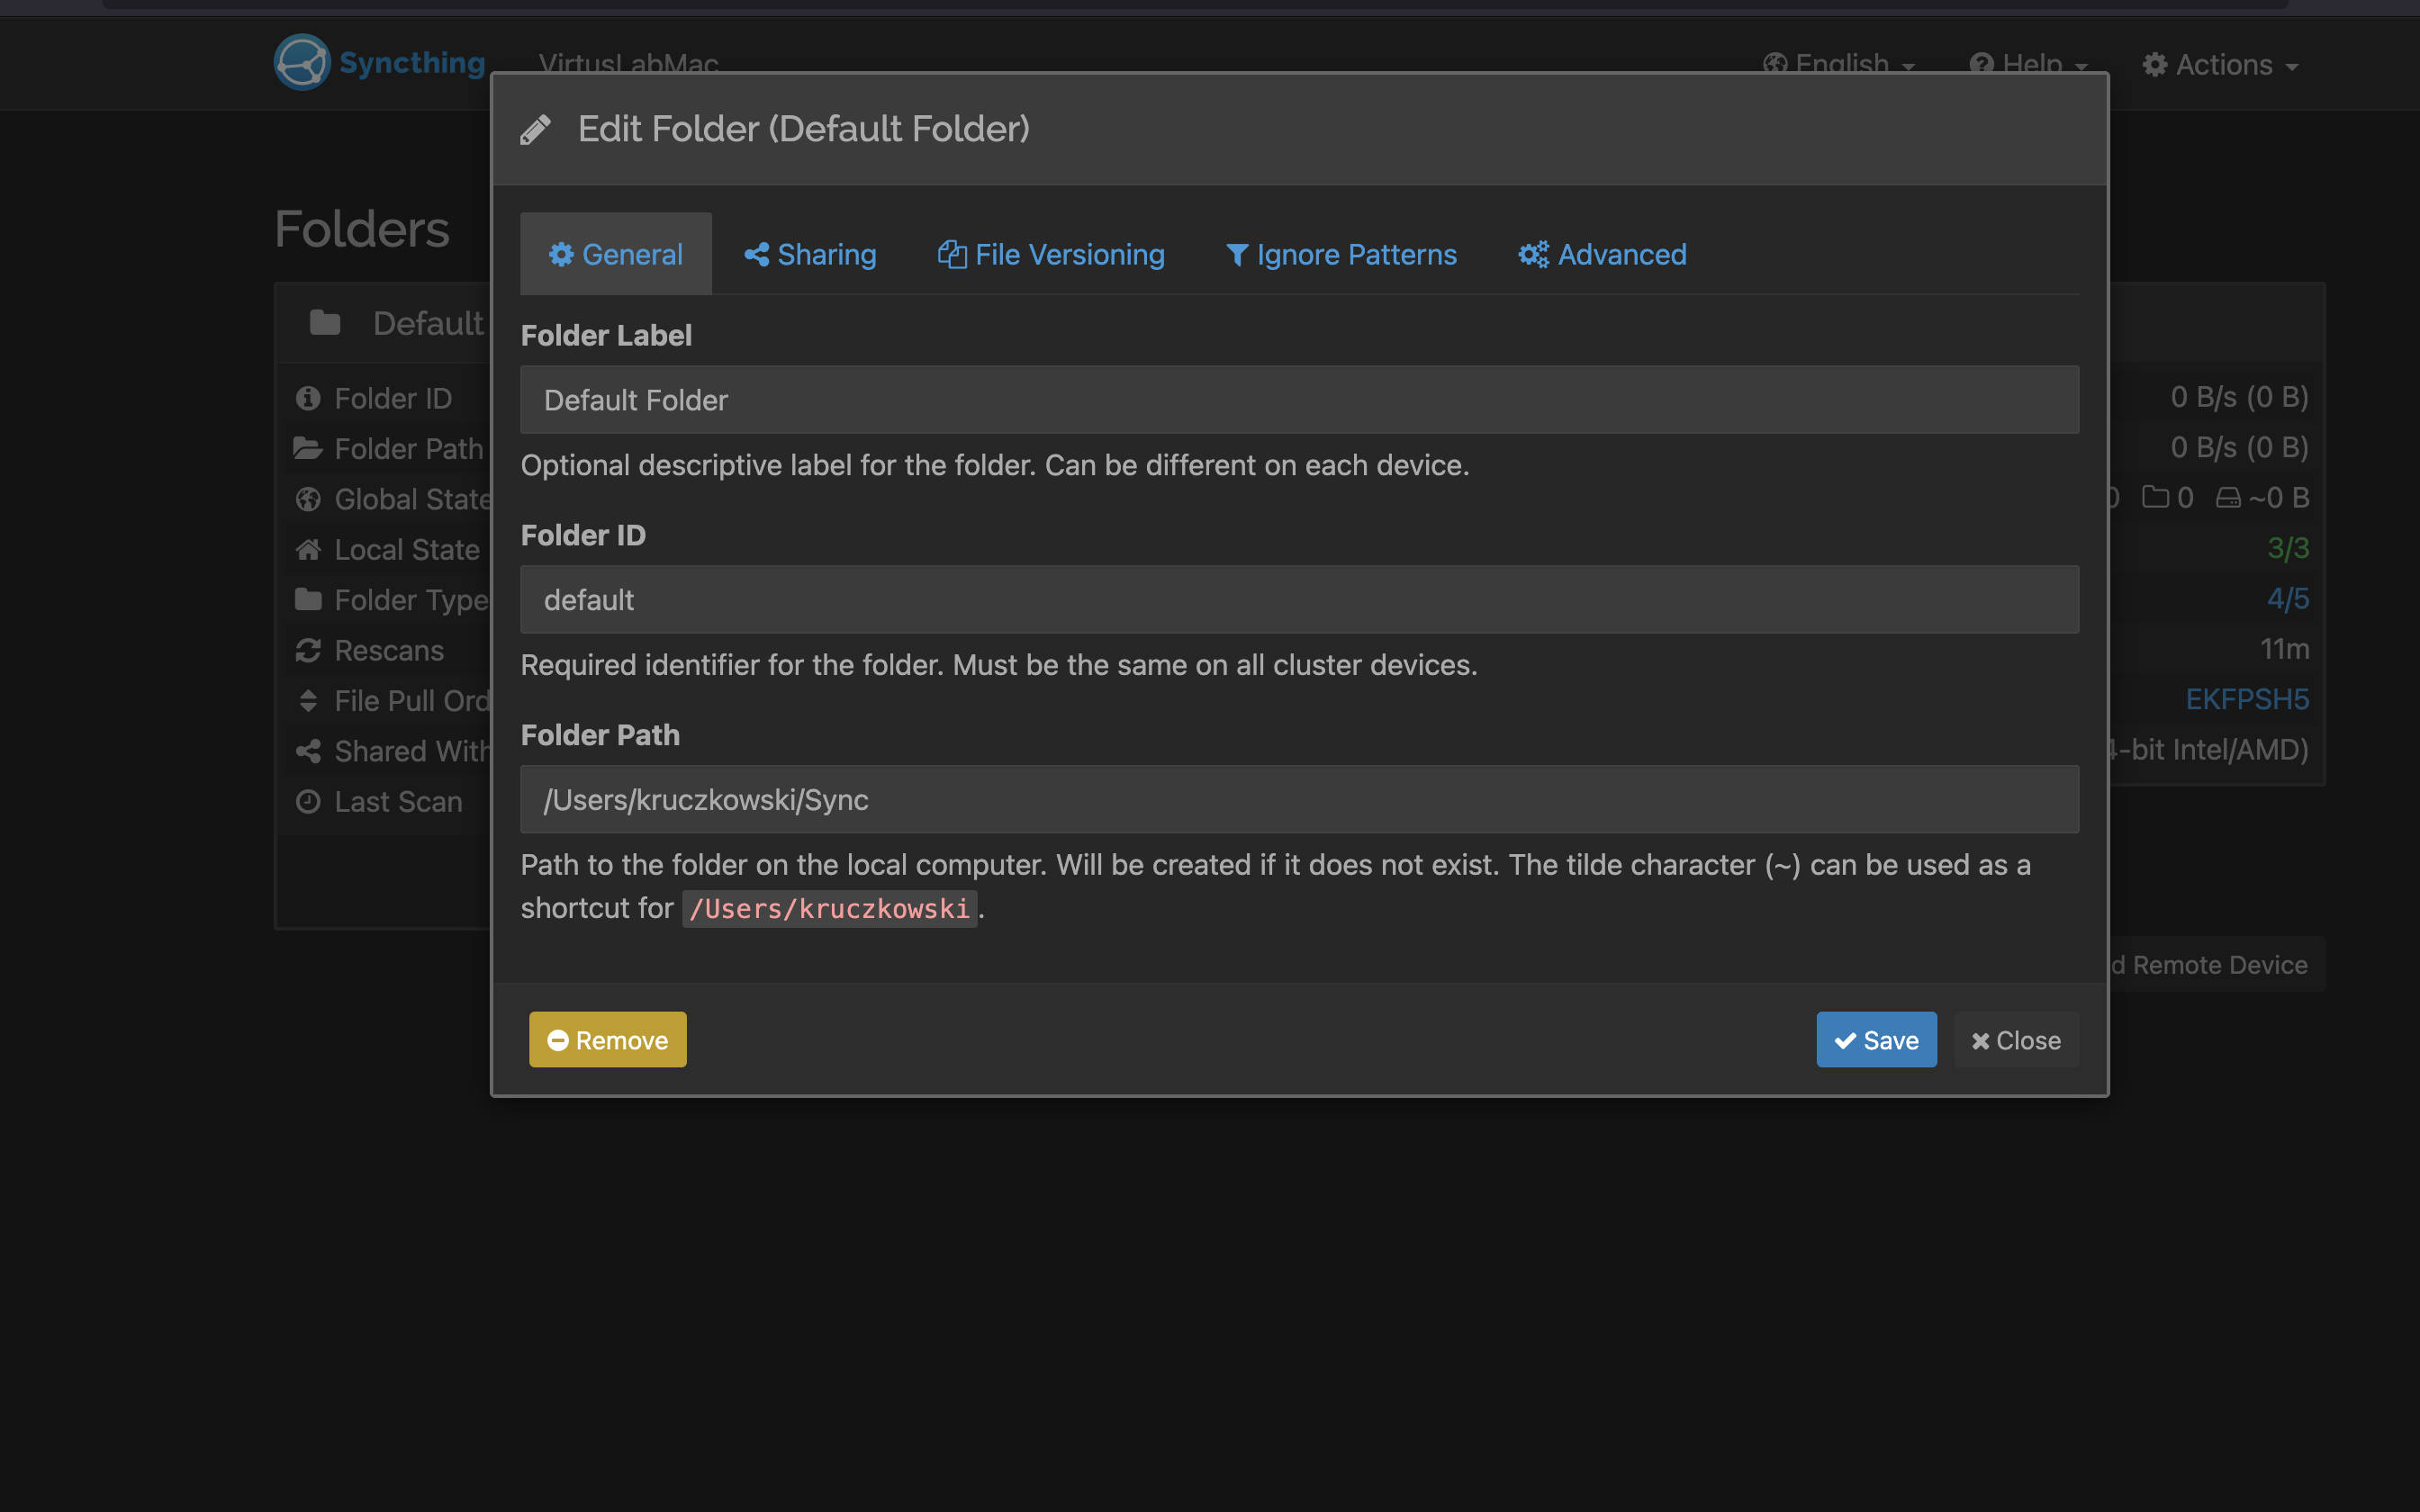 Syncthing
VirtusLabMac
English
Help
Actions
Edit Folder (Default Folder)
General
Sharing
File Versioning
Ignore Patterns
Advanced
Folders
Default
Folder ID
Folder Path
Global State
Local State
Folder Type
Rescans
File Pull Ord
Shared With
Last Scan
Folder Label
Default Folder
Optional descriptive label for the folder. Can be different on each device.
Folder ID
default
Required identifier for the folder. Must be the same on all cluster devices.
Folder Path
/Users/kruczkowski/Sync
Path to the folder on the local computer. Will be created if it does not exist. The tilde character (~) can be used as a
shortcut for /Users/kruczkowski.
Remove
Save
Close
0 B/s (0 B)
0 B/s (0 B)
0 0 ~0 B
3/3
4/5
11m
EKFPSH5
4-bit Intel/AMD)
d Remote Device